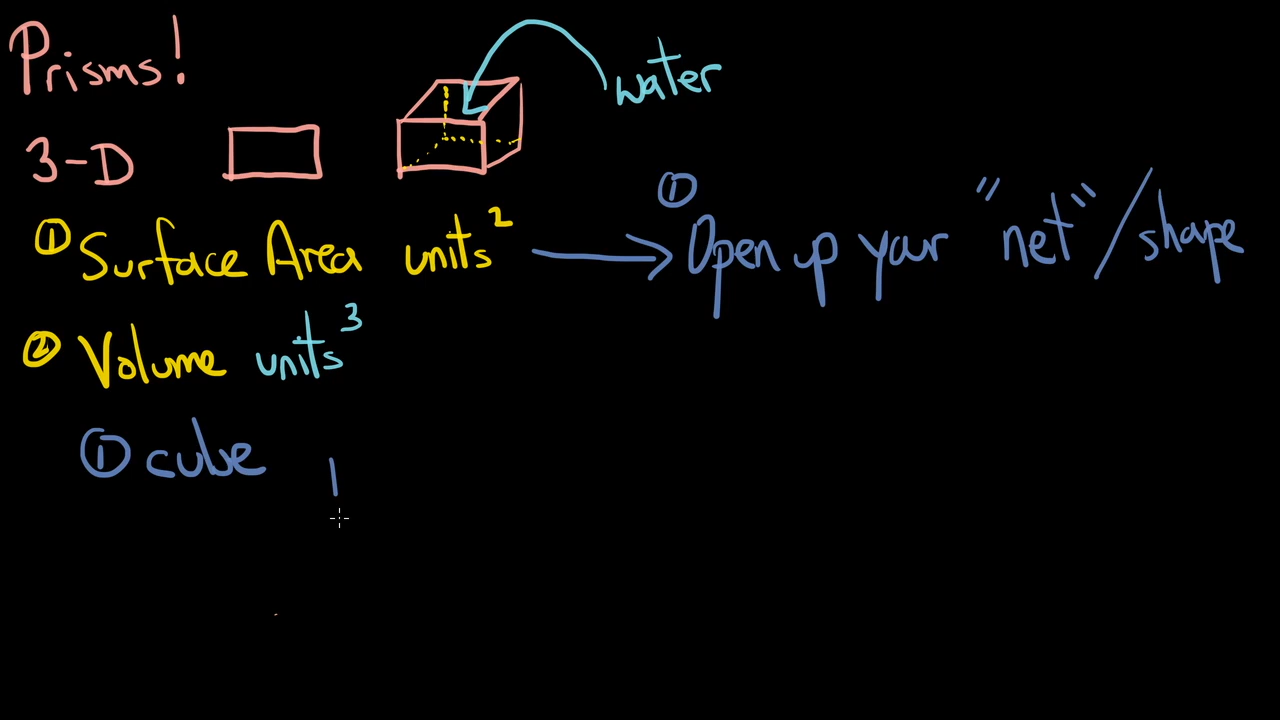 Prisms!
water
3-D
① Surface Area units²
① Open up your "net"/shape
② Volume units³
① cube